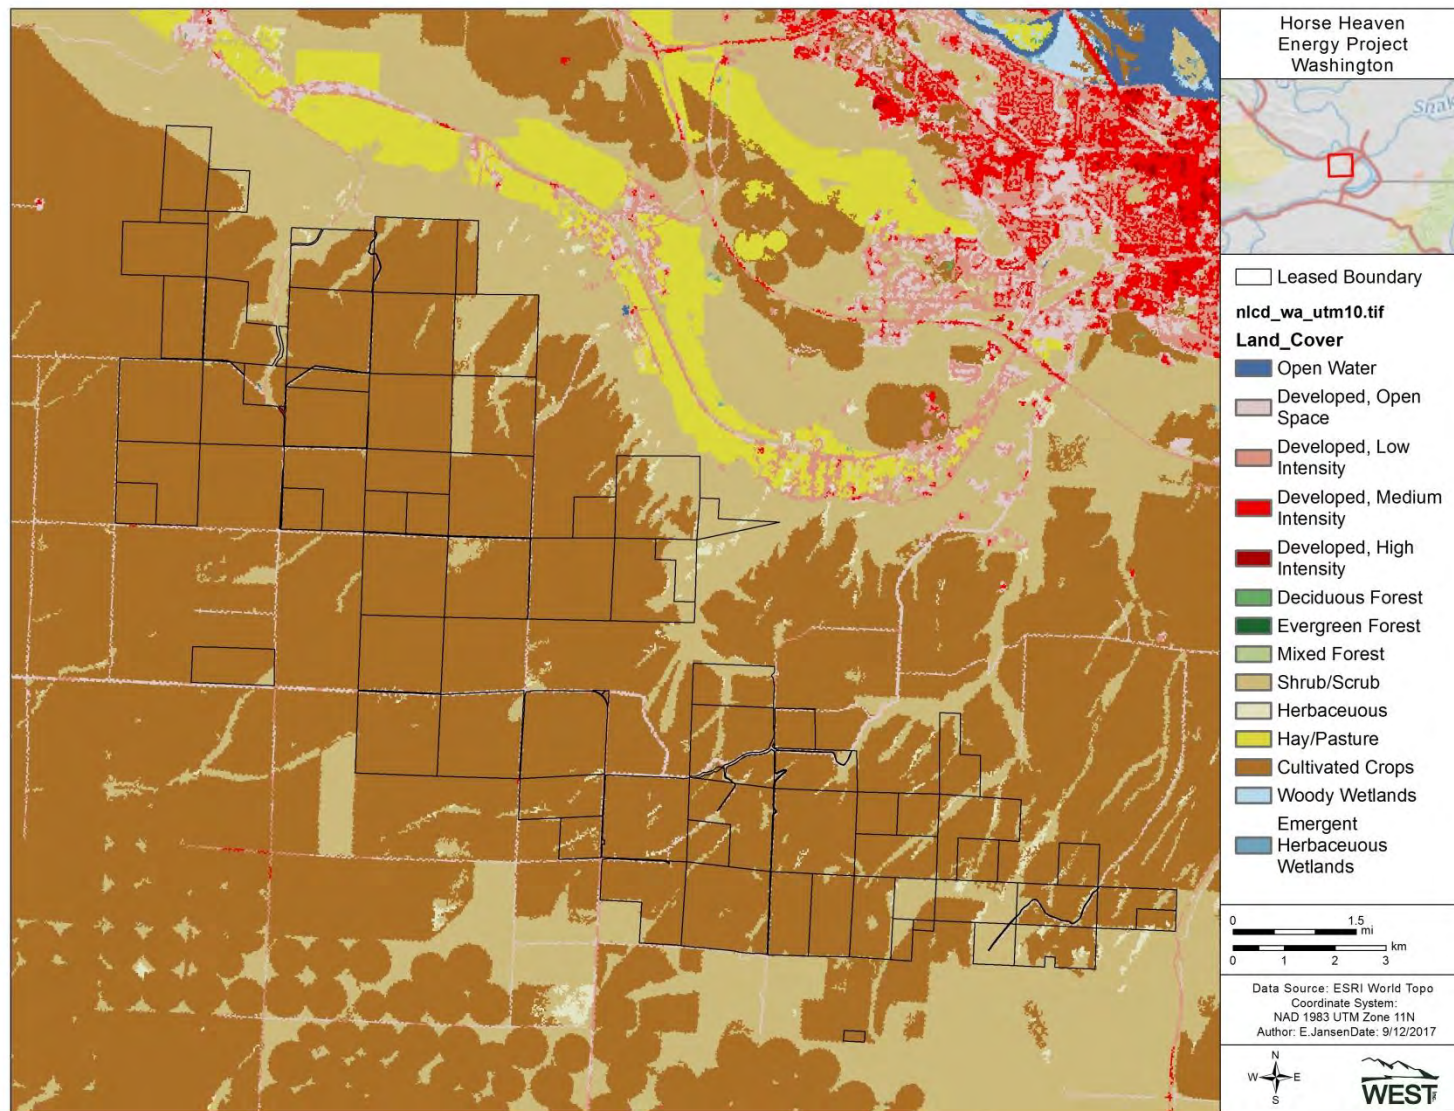 Horse Heaven
Energy Project
Washington
Leased Boundary
nlcd_wa_utm10.tif
Land_Cover
Open Water
Developed, Open
Space
Developed, Low
Intensity
Developed, Medium
Intensity
Developed, High
Intensity
Deciduous Forest
Evergreen Forest
Mixed Forest
Shrub/Scrub
Herbaceuous
Hay/Pasture
Cultivated Crops
Woody Wetlands
Emergent
Herbaceuous
Wetlands
0 1.5
mi
km
0 1 2 3
Data Source: ESRI World Topo
Coordinate System:
NAD 1983 UTM Zone 11N
Author: E.JansenDate: 9/12/2017
N
W E
S
WEST